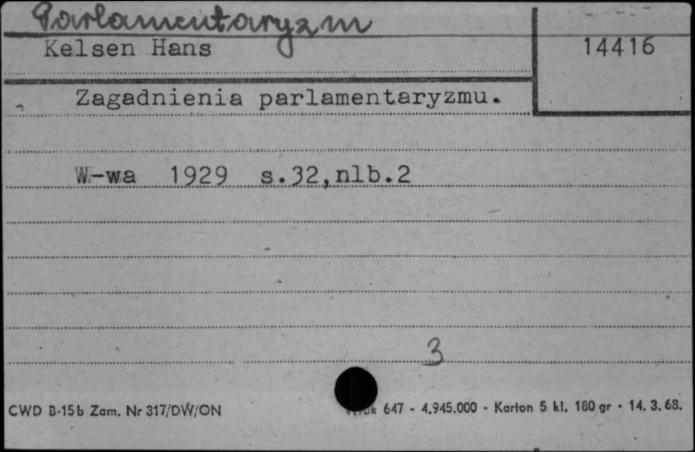 Parlamentaryzm
Kelsen Hans
14416
Zagadnienia parlamentaryzmu.
W-wa 1929 s.32,nlb.2
3
CWD B-15b Zam. Nr 317/DW/ON
647 - 4.945.000 - Karton 5 kl. 180 gr - 14. 3. 68.